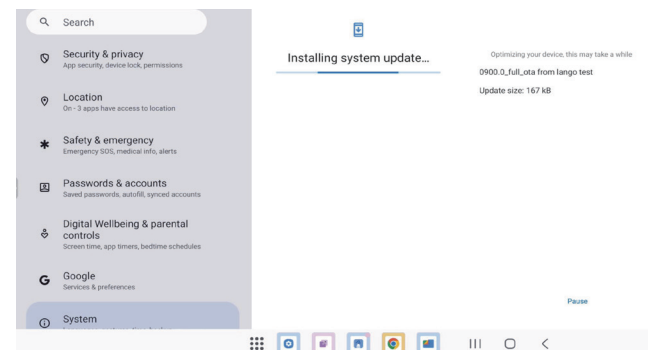 Search
Security & privacy
App security, device lock, permissions
Location
On - 3 apps have access to location
Safety & emergency
Emergency SOS, medical info, alerts
Passwords & accounts
Saved passwords, autofill, synced accounts
Digital Wellbeing & parental
controls
Screen time, app timers, bedtime schedules
Google
Services & preferences
System
Installing system update...
Optimizing your device, this may take a while
0900.0_full_ota from lango test
Update size: 167 kB
Pause